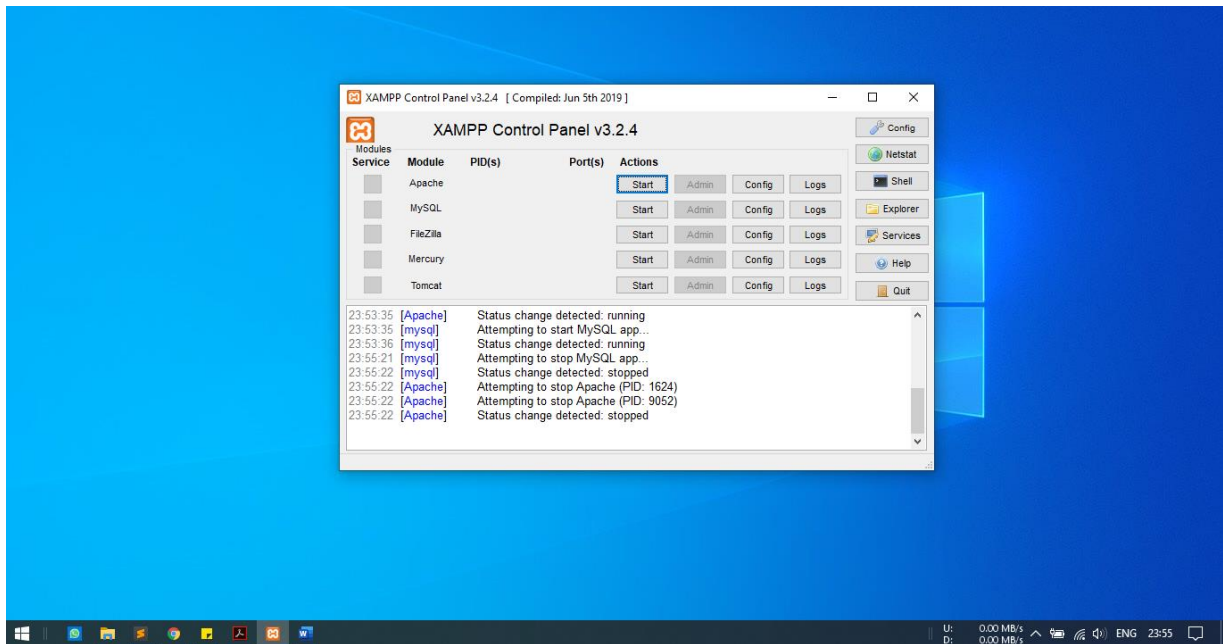 XAMPP Control Panel v3.2.4 [ Compiled: Jun 5th 2019 ]
XAMPP Control Panel v3.2.4
Config
Modules
Service Module PID(s) Port(s) Actions
Netstat
Apache Start Admin Config Logs
Shell
MySQL Start Admin Config Logs
Explorer
FileZilla Start Admin Config Logs
Services
Mercury Start Admin Config Logs
Help
Tomcat Start Admin Config Logs
Quit
23:53:35 [Apache] Status change detected: running
23:53:35 [mysql] Attempting to start MySQL app...
23:53:36 [mysql] Status change detected: running
23:55:21 [mysql] Attempting to stop MySQL app...
23:55:22 [mysql] Status change detected: stopped
23:55:22 [Apache] Attempting to stop Apache (PID: 1624)
23:55:22 [Apache] Attempting to stop Apache (PID: 9052)
23:55:22 [Apache] Status change detected: stopped
U: 0.00 MB/s
D: 0.00 MB/s
ENG 23:55